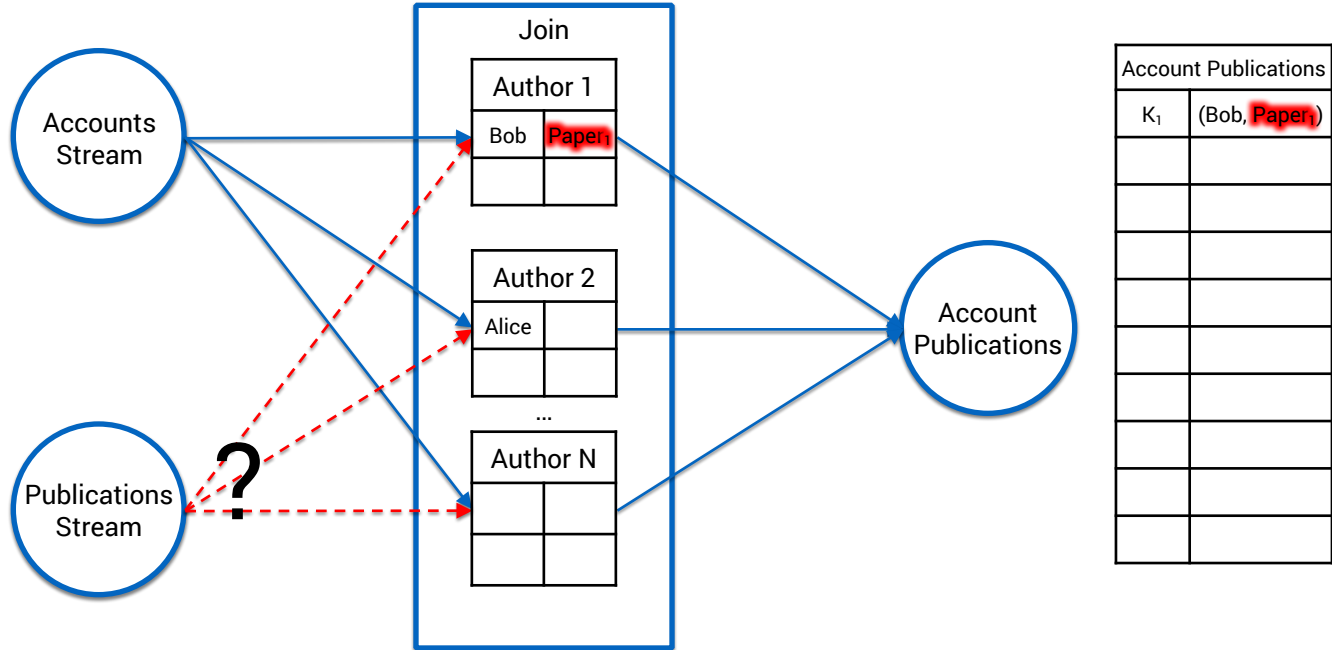 Join
Accounts
Stream
Author 1
Bob
Paper₁
Author 2
Alice
...
Author N
?
Publications
Stream
Account
Publications
Account Publications
K₁
(Bob, Paper₁)